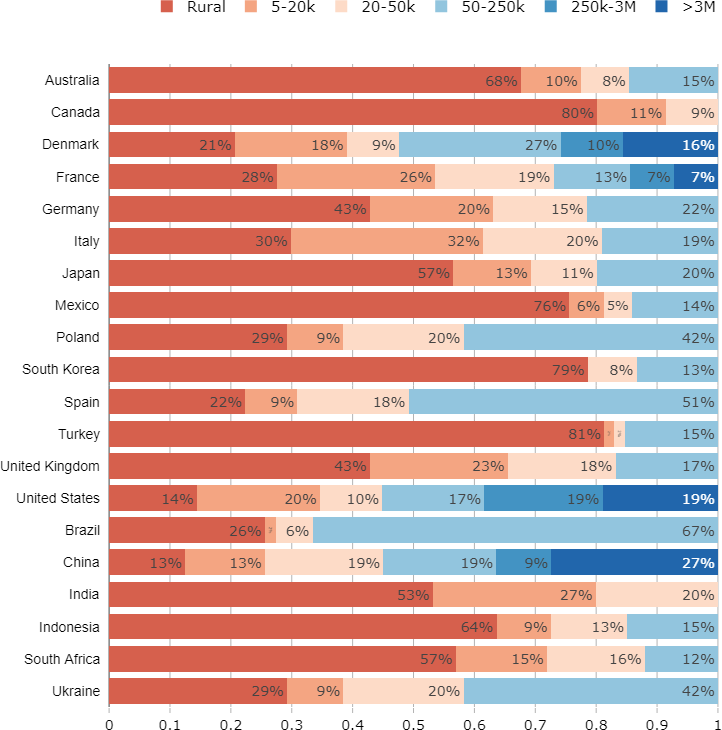 Rural 5-20k 20-50k 50-250k 250k-3M >3M
Australia 68% 10% 8% 15%
Canada 80% 11% 9%
Denmark 21% 18% 9% 27% 10% 16%
France 28% 26% 19% 13% 7% 7%
Germany 43% 20% 15% 22%
Italy 30% 32% 20% 19%
Japan 57% 13% 11% 20%
Mexico 76% 6% 5% 14%
Poland 29% 9% 20% 42%
South Korea 79% 8% 13%
Spain 22% 9% 18% 51%
Turkey 81% 15%
United Kingdom 43% 23% 18% 17%
United States 14% 20% 10% 17% 19% 19%
Brazil 26% 6% 67%
China 13% 13% 19% 19% 9% 27%
India 53% 27% 20%
Indonesia 64% 9% 13% 15%
South Africa 57% 15% 16% 12%
Ukraine 29% 9% 20% 42%
0 0.1 0.2 0.3 0.4 0.5 0.6 0.7 0.8 0.9 1